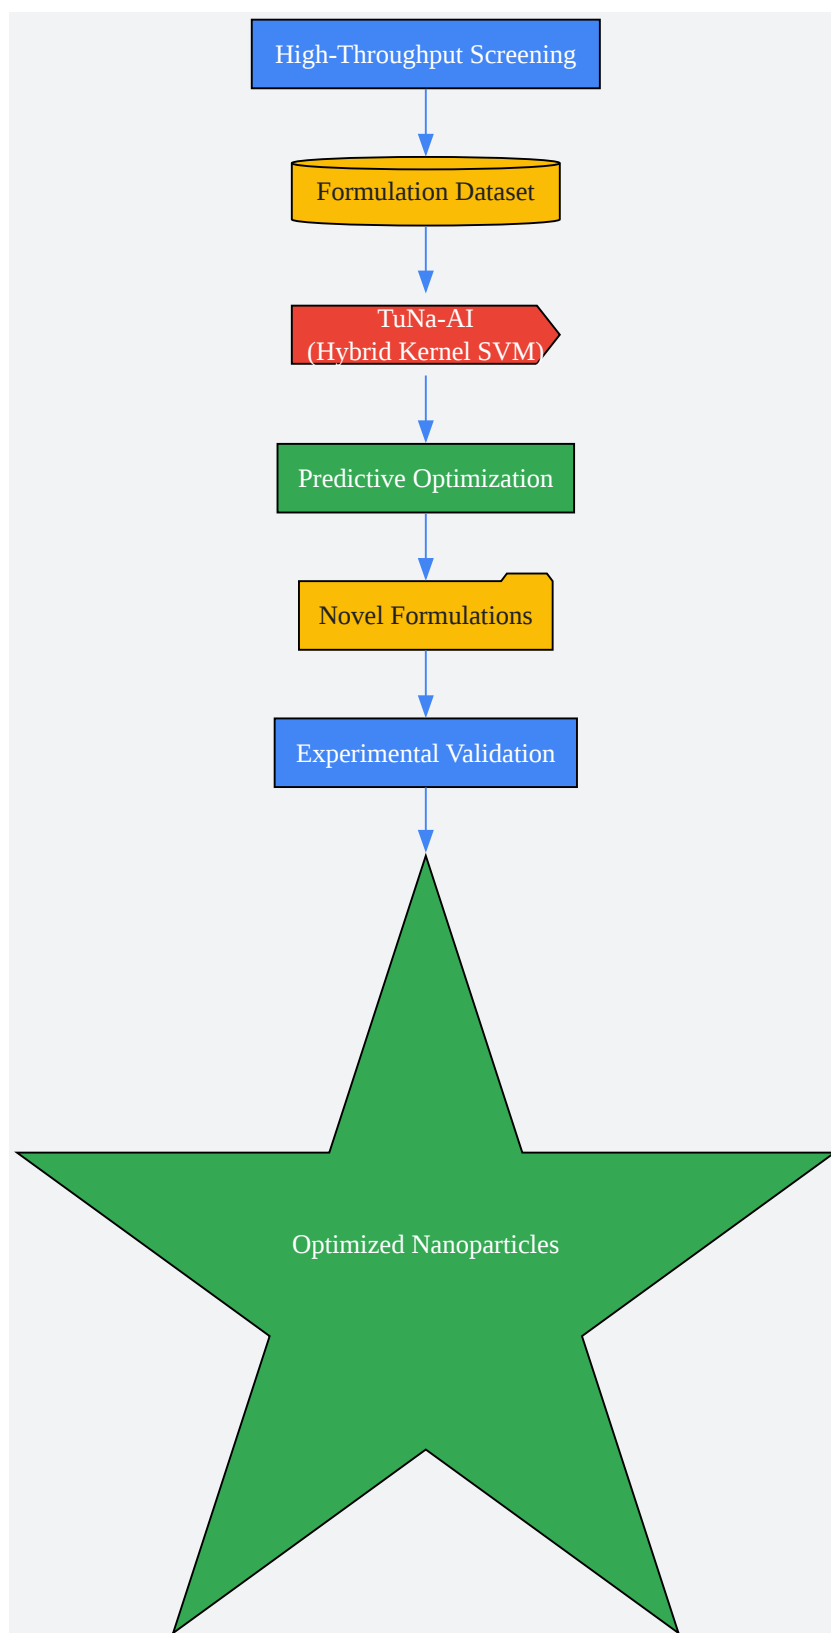 High-Throughput Screening
Formulation Dataset
TuNa-AI
(Hybrid Kernel SVM)
Predictive Optimization
Novel Formulations
Experimental Validation
Optimized Nanoparticles